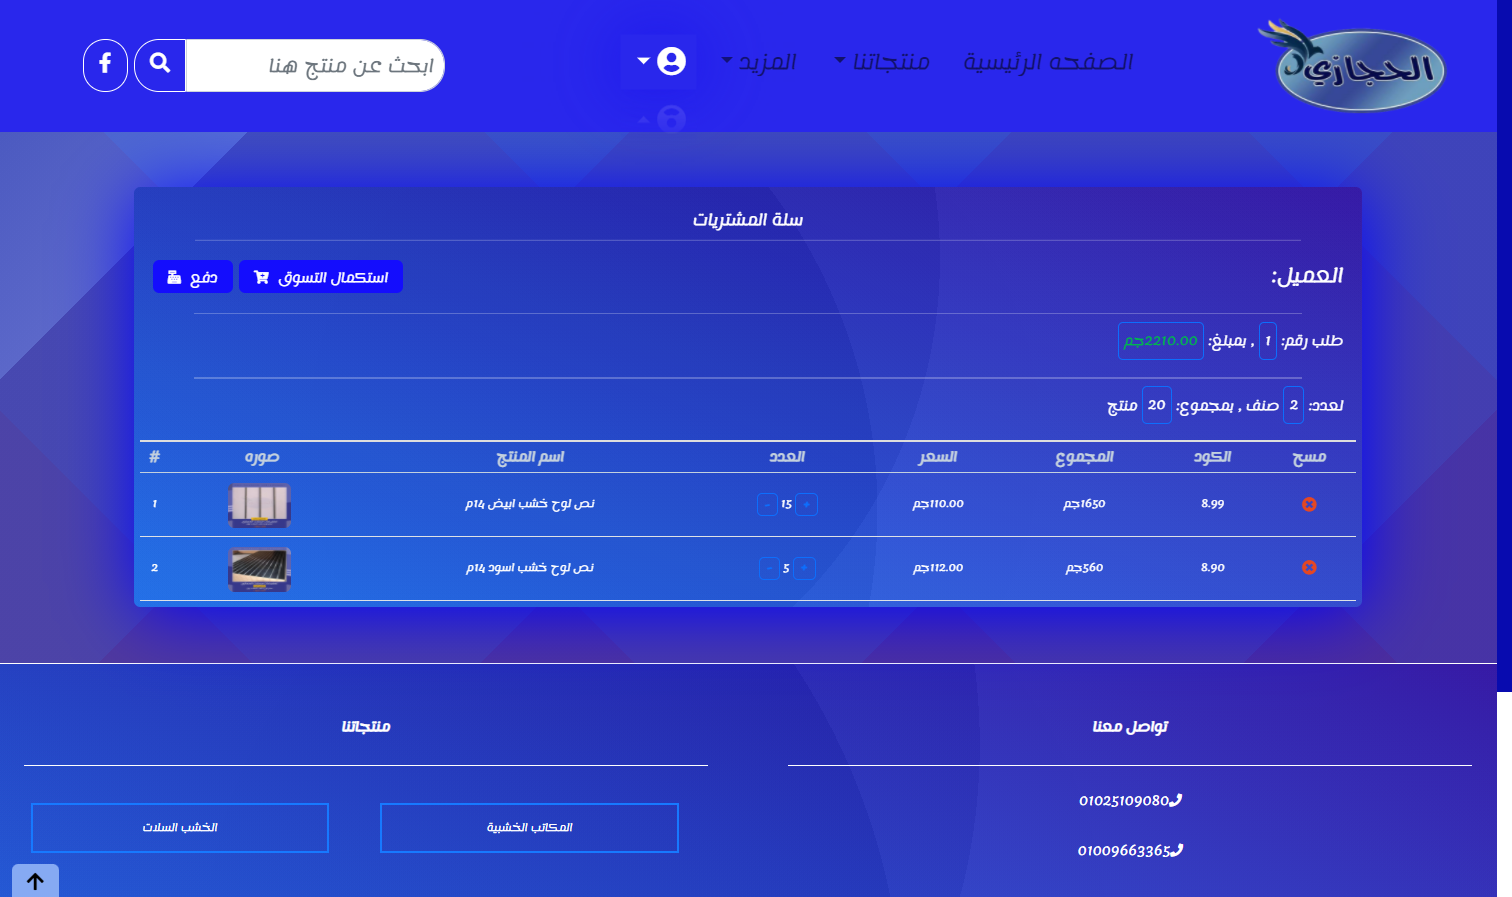 الحجازي
الصفحه الرئيسية
منتجاتنا
المزيد
ابحث عن منتج هنا
سلة المشتريات
العميل:
استكمال التسوق
دفع
طلب رقم: 1 , بمبلغ: 2210.00جم
لعدد: 2 صنف , بمجموع: 20 منتج
مسح الكود المجموع السعر العدد اسم المنتج صوره #
8.99 1650جم 110.00جم + 15 - نص لوح خشب ابيض 14م 1
8.90 560جم 112.00جم + 5 - نص لوح خشب اسود 14م 2
تواصل معنا
01025109080
01009663365
منتجاتنا
المكاتب الخشبية
الخشب السلات